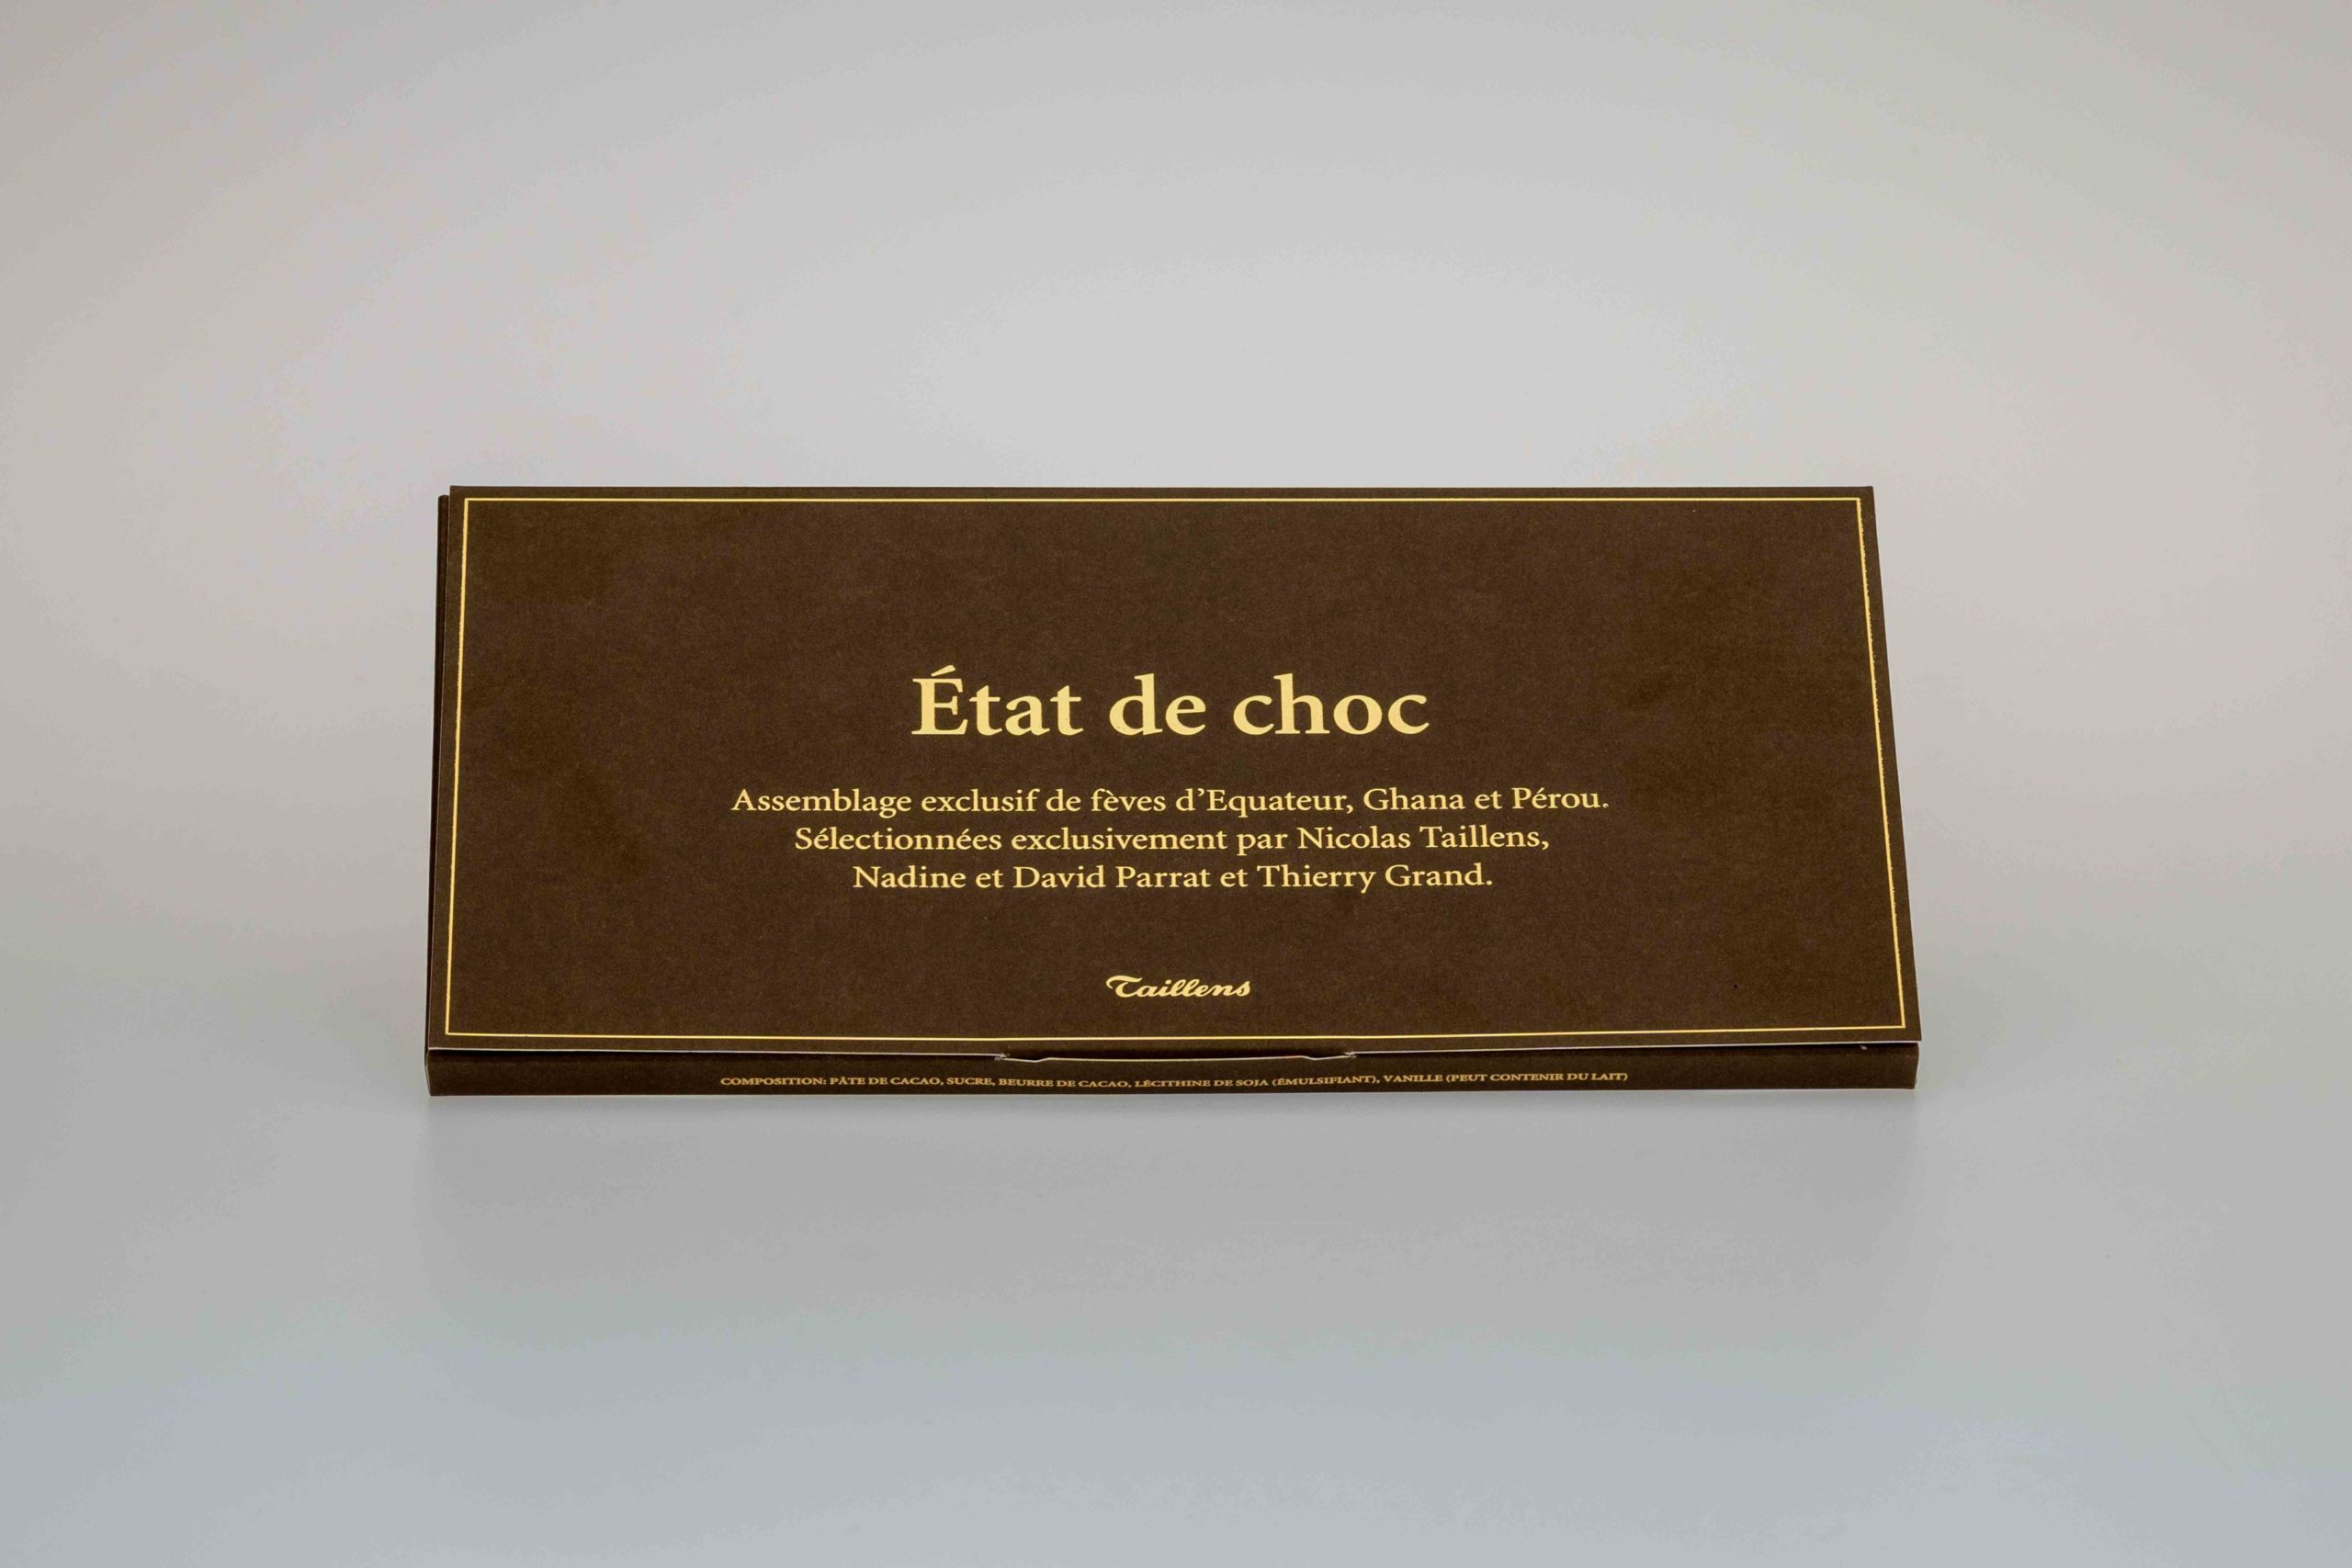 État de choc
Assemblage exclusif de fèves d’Equateur, Ghana et Pérou.
Sélectionnées exclusivement par Nicolas Taillens,
Nadine et David Parrat et Thierry Grand.
Taillens
COMPOSITION: PÂTE DE CACAO, SUCRE, BEURRE DE CACAO, LÉCITHINE DE SOJA (ÉMULSIFIANT), VANILLE (PEUT CONTENIR DU LAIT)